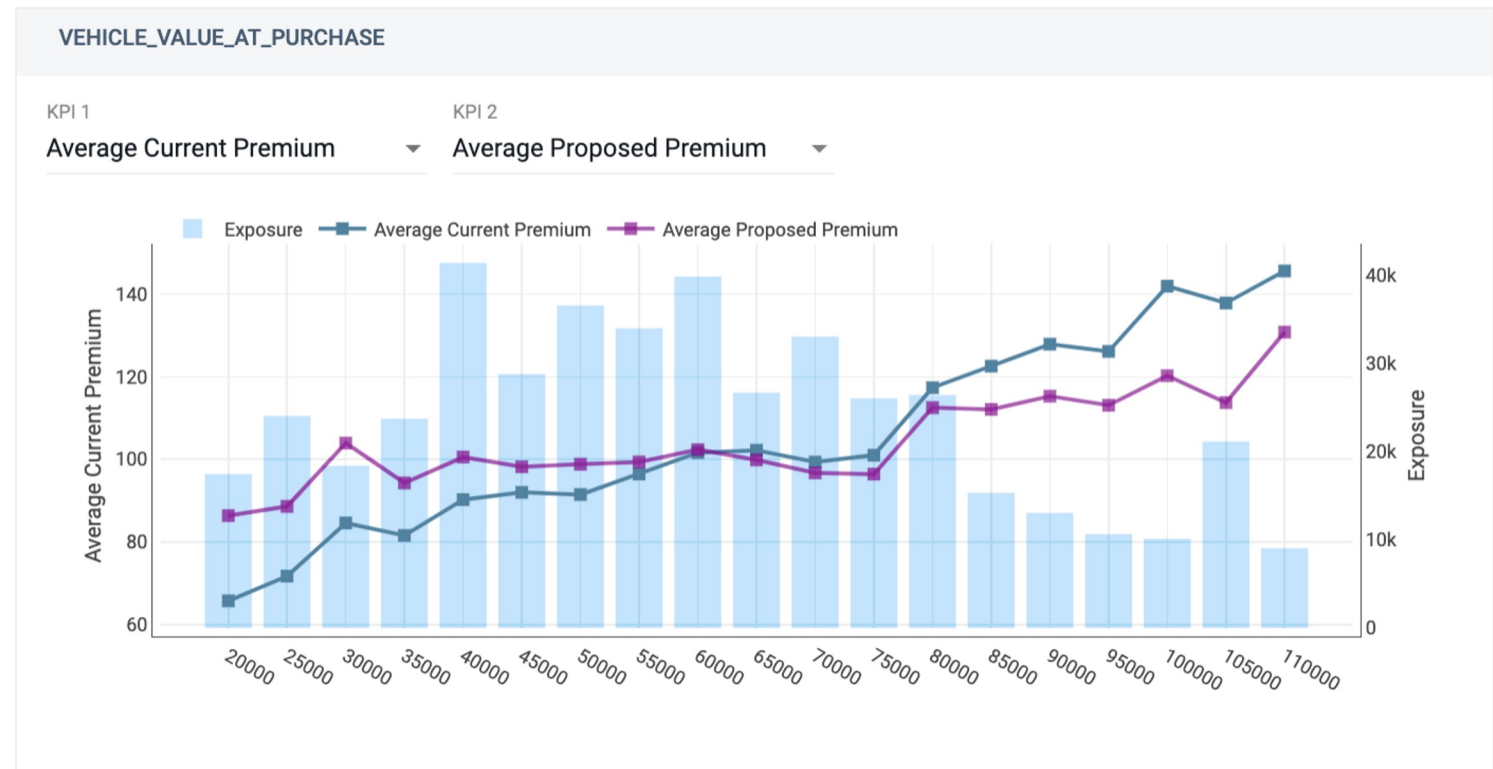 VEHICLE_VALUE_AT_PURCHASE
KPI 1
KPI 2
Average Current Premium
Average Proposed Premium
Exposure
Average Current Premium
Average Proposed Premium
Average Current Premium
140
120
100
80
60
40k
30k
20k
10k
0
Exposure
20000
25000
30000
35000
40000
45000
50000
55000
60000
65000
70000
75000
80000
85000
90000
95000
100000
105000
110000